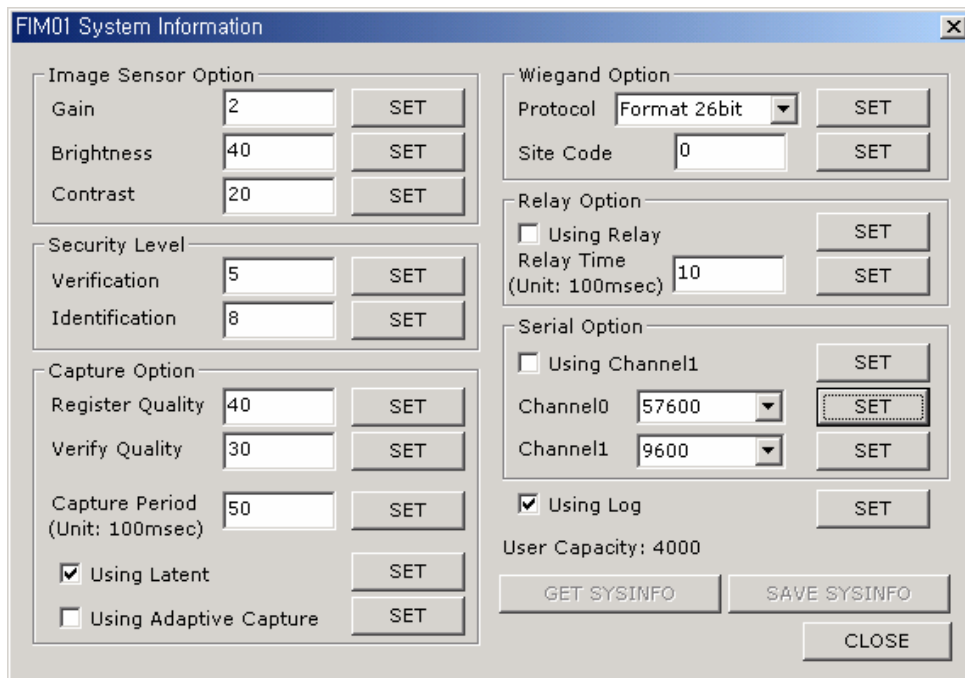 FIM01 System Information
Image Sensor Option
Gain 2 SET
Brightness 40 SET
Contrast 20 SET
Security Level
Verification 5 SET
Identification 8 SET
Capture Option
Register Quality 40 SET
Verify Quality 30 SET
Capture Period 50 SET
(Unit: 100msec)
Using Latent SET
Using Adaptive Capture SET
Wiegand Option
Protocol Format 26bit SET
Site Code 0 SET
Relay Option
Using Relay SET
Relay Time 10 SET
(Unit: 100msec)
Serial Option
Using Channel1 SET
Channel0 57600 SET
Channel1 9600 SET
Using Log SET
User Capacity: 4000
GET SYSINFO SAVE SYSINFO
CLOSE